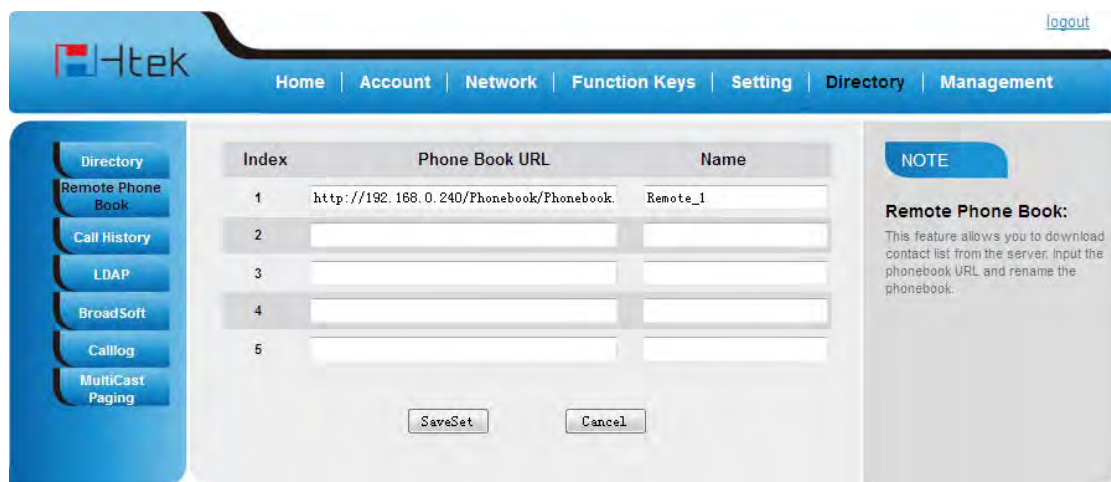 logout
Htek
Home | Account | Network | Function Keys | Setting | Directory | Management
Directory
Remote Phone
Book
Call History
LDAP
BroadSoft
Calllog
MultiCast
Paging
Index Phone Book URL Name
1 http://192.168.0.240/Phonebook/Phonebook. Remote_1
2
3
4
5
SaveSet Cancel
NOTE
Remote Phone Book:
This feature allows you to download
contact list from the server. Input the
phonebook URL and rename the
phonebook.